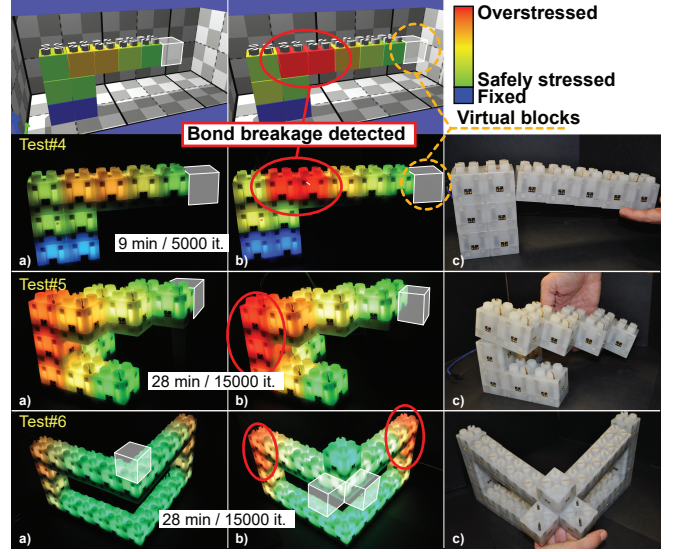 Overstressed
Safely stressed
Fixed
Virtual blocks
Bond breakage detected
Test#4
a)
9 min / 5000 it.
b)
c)
Test#5
a)
28 min / 15000 it.
b)
c)
Test#6
a)
28 min / 15000 it.
b)
c)